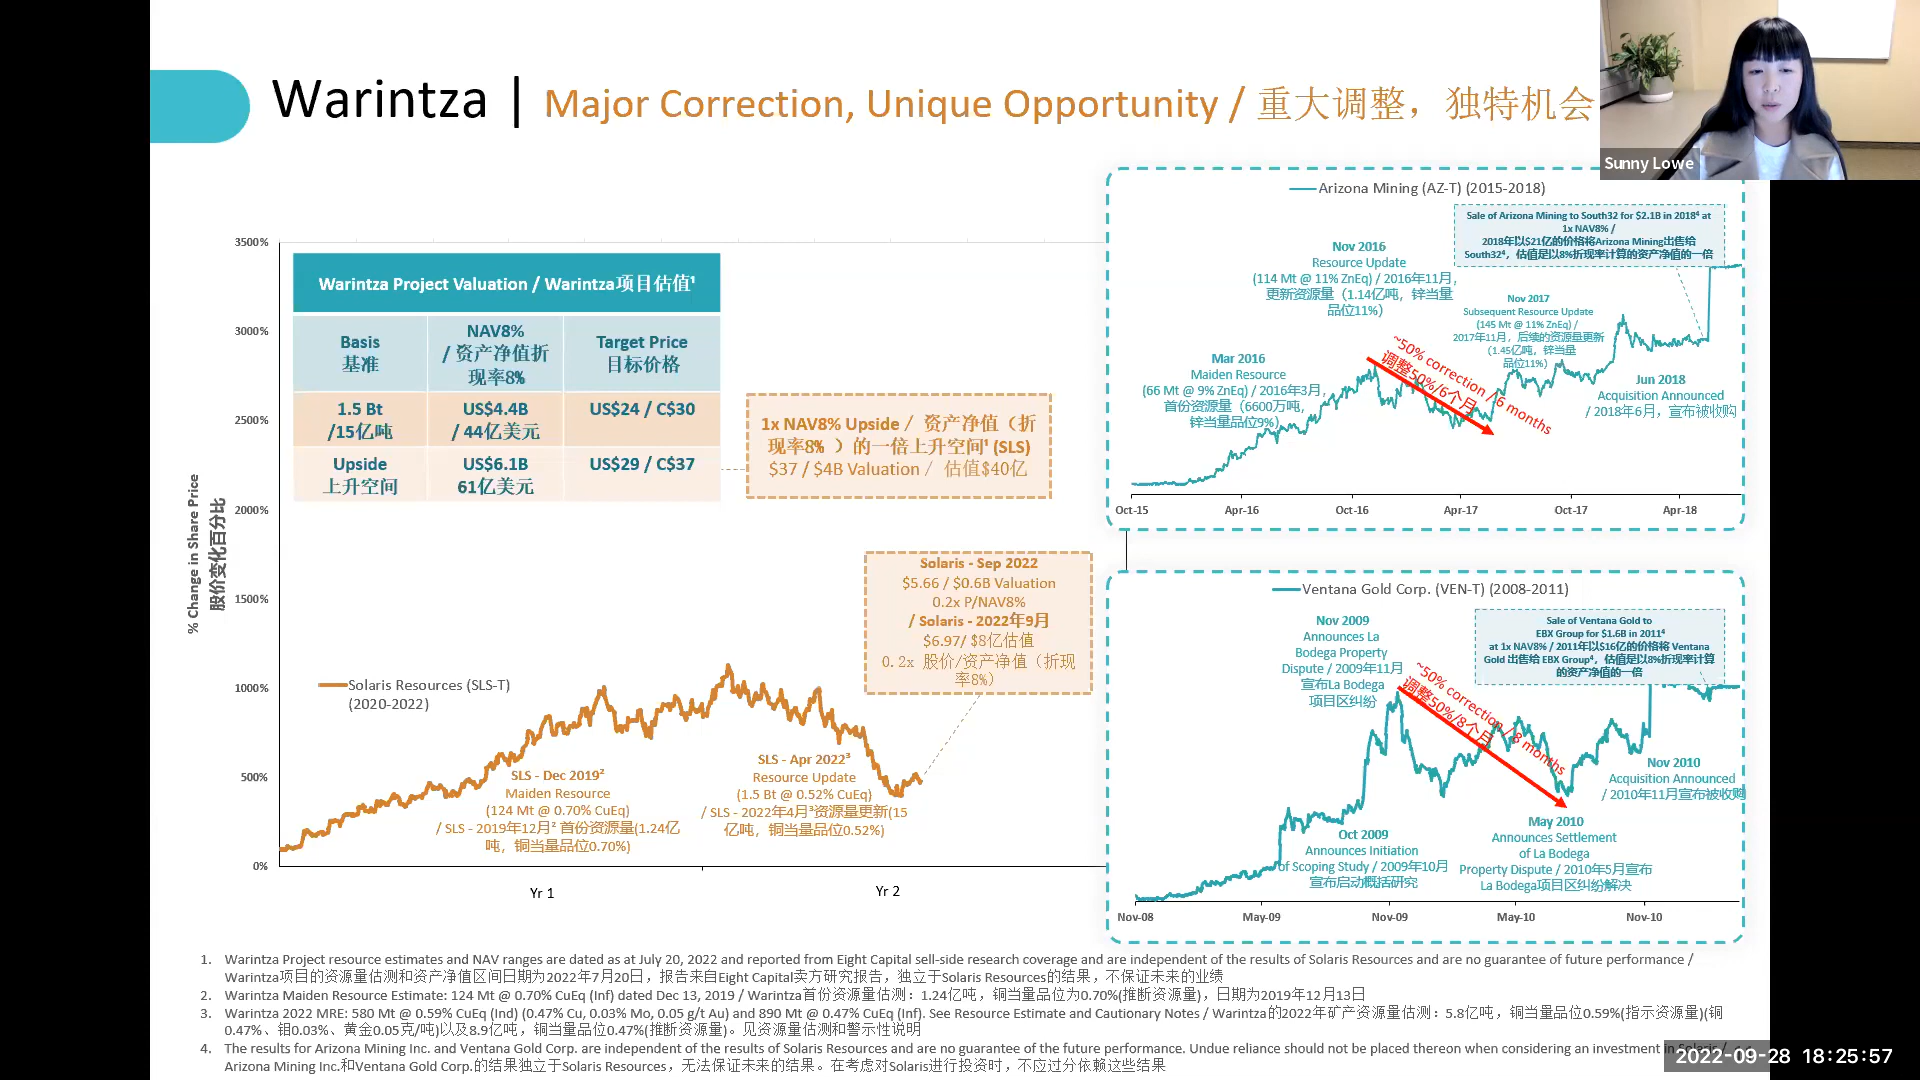 Warintza | Major Correction, Unique Opportunity / 重大调整，独特机会
Sunny Lowe
3500%
3000%
2500%
2000%
1500%
1000%
500%
0%
% Change in Share Price
股价变化百分比
Warintza Project Valuation / Warintza项目估值¹
Basis
基准
NAV8%
/ 资产净值折
现率8%
Target Price
目标价格
1.5 Bt
/15亿吨
US$4.4B
/ 44亿美元
US$24 / C$30
Upside
上升空间
US$6.1B
61亿美元
US$29 / C$37
1x NAV8% Upside / 资产净值（折
现率8% ）的一倍上升空间¹ (SLS)
$37 / $4B Valuation / 估值$40亿
Solaris - Sep 2022
$5.66 / $0.6B Valuation
0.2x P/NAV8%
/ Solaris - 2022年9月
$6.97/ $8亿估值
0.2x 股价/资产净值（折现
率8%）
Solaris Resources (SLS-T)
(2020-2022)
SLS - Dec 2019²
Maiden Resource
(124 Mt @ 0.70% CuEq)
/ SLS - 2019年12月² 首份资源量(1.24亿
吨，铜当量品位0.70%)
SLS - Apr 2022³
Resource Update
(1.5 Bt @ 0.52% CuEq)
/ SLS - 2022年4月³资源量更新(15
亿吨，铜当量品位0.52%)
Yr 1
Yr 2
Arizona Mining (AZ-T) (2015-2018)
Sale of Arizona Mining to South32 for $2.1B in 2018⁴ at
1x NAV8% /
2018年以$21亿的价格将Arizona Mining出售给
South32⁴，估值是以8%折现率计算的资产净值的一倍
Nov 2016
Resource Update
(114 Mt @ 11% ZnEq) / 2016年11月，
更新资源量（1.14亿吨，锌当量
品位11%)
Nov 2017
Subsequent Resource Update
(145 Mt @ 11% ZnEq) /
2017年11月，后续的资源量更新
（1.45亿吨，锌当量
品位11%）
Mar 2016
Maiden Resource
(66 Mt @ 9% ZnEq) / 2016年3月，
首份资源量（6600万吨，
锌当量品位9%）
~50% correction / 6 months
调整50%/6个月
Jun 2018
Acquisition Announced
/ 2018年6月，宣布被收购
Oct-15
Apr-16
Oct-16
Apr-17
Oct-17
Apr-18
Ventana Gold Corp. (VEN-T) (2008-2011)
Sale of Ventana Gold to
EBX Group for $1.6B in 2011⁴
at 1x NAV8% / 2011年以$16亿的价格将 Ventana
Gold 出售给 EBX Group⁴，估值是以8%折现率计算
的资产净值的一倍
Nov 2009
Announces La
Bodega Property
Dispute / 2009年11月
宣布La Bodega
项目区纠纷
~50% correction / 8 months
调整50%/8个月
Nov 2010
Acquisition Announced
/ 2010年11月宣布被收购
Oct 2009
Announces Initiation
of Scoping Study / 2009年10月
宣布启动概括研究
May 2010
Announces Settlement
of La Bodega
Property Dispute / 2010年5月宣布
La Bodega项目区纠纷解决
Nov-08
May-09
Nov-09
May-10
Nov-10
1. Warintza Project resource estimates and NAV ranges are dated as at July 20, 2022 and reported from Eight Capital sell-side research coverage and are independent of the results of Solaris Resources and are no guarantee of future performance /
Warintza项目的资源量估测和资产净值区间日期为2022年7月20日，报告来自Eight Capital卖方研究报告，独立于Solaris Resources的结果，不保证未来的业绩
2. Warintza Maiden Resource Estimate: 124 Mt @ 0.70% CuEq (Inf) dated Dec 13, 2019 / Warintza首份资源量估测：1.24亿吨，铜当量品位为0.70%(推断资源量)，日期为2019年12月13日
3. Warintza 2022 MRE: 580 Mt @ 0.59% CuEq (Ind) (0.47% Cu, 0.03% Mo, 0.05 g/t Au) and 890 Mt @ 0.47% CuEq (Inf). See Resource Estimate and Cautionary Notes / Warintza的2022年矿产资源量估测：5.8亿吨，铜当量品位0.59%(指示资源量)(铜
0.47%、钼0.03%、黄金0.05克/吨)以及8.9亿吨，铜当量品位0.47%(推断资源量)。见资源量估测和警示性说明
4. The results for Arizona Mining Inc. and Ventana Gold Corp. are independent of the results of Solaris Resources and are no guarantee of the future performance. Undue reliance should not be placed thereon when considering an investment in Solaris /
Arizona Mining Inc.和Ventana Gold Corp.的结果独立于Solaris Resources，无法保证未来的结果。在考虑对Solaris进行投资时，不应过分依赖这些结果
2022-09-28 18:25:57